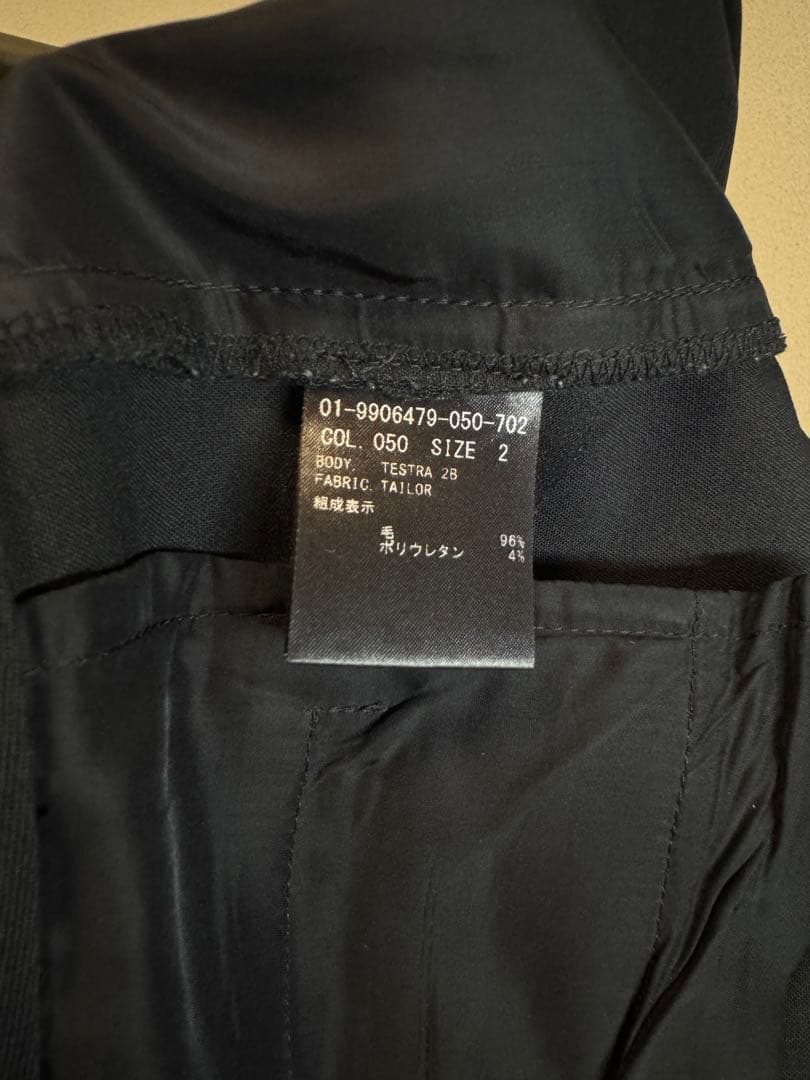 01-9906479-050-702
COL. 050 SIZE 2
BODY. TESTRA 2B
FABRIC. TAILOR
組成表示
毛 96%
ポリウレタン 4%